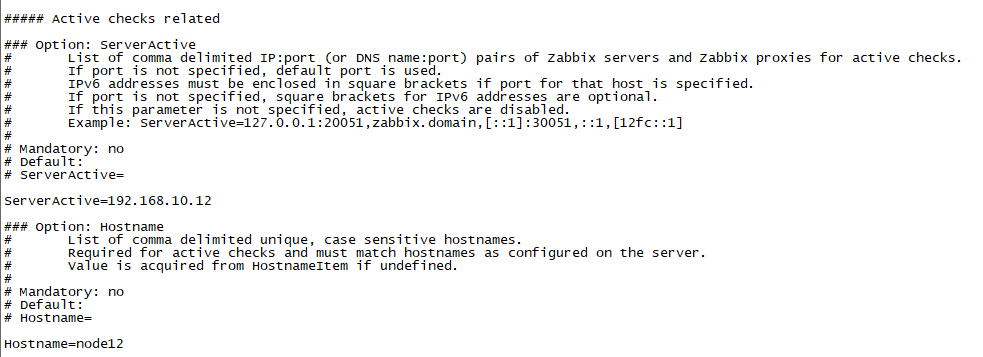 ##### Active checks related
### Option: ServerActive
#       List of comma delimited IP:port (or DNS name:port) pairs of Zabbix servers and Zabbix proxies for active checks.
#       If port is not specified, default port is used.
#       IPv6 addresses must be enclosed in square brackets if port for that host is specified.
#       If port is not specified, square brackets for IPv6 addresses are optional.
#       If this parameter is not specified, active checks are disabled.
#       Example: ServerActive=127.0.0.1:20051,zabbix.domain,[::1]:30051,::1,[12fc::1]
#
# Mandatory: no
# Default:
# ServerActive=
ServerActive=192.168.10.12
### Option: Hostname
#       List of comma delimited unique, case sensitive hostnames.
#       Required for active checks and must match hostnames as configured on the server.
#       Value is acquired from HostnameItem if undefined.
#
# Mandatory: no
# Default:
# Hostname=
Hostname=node12